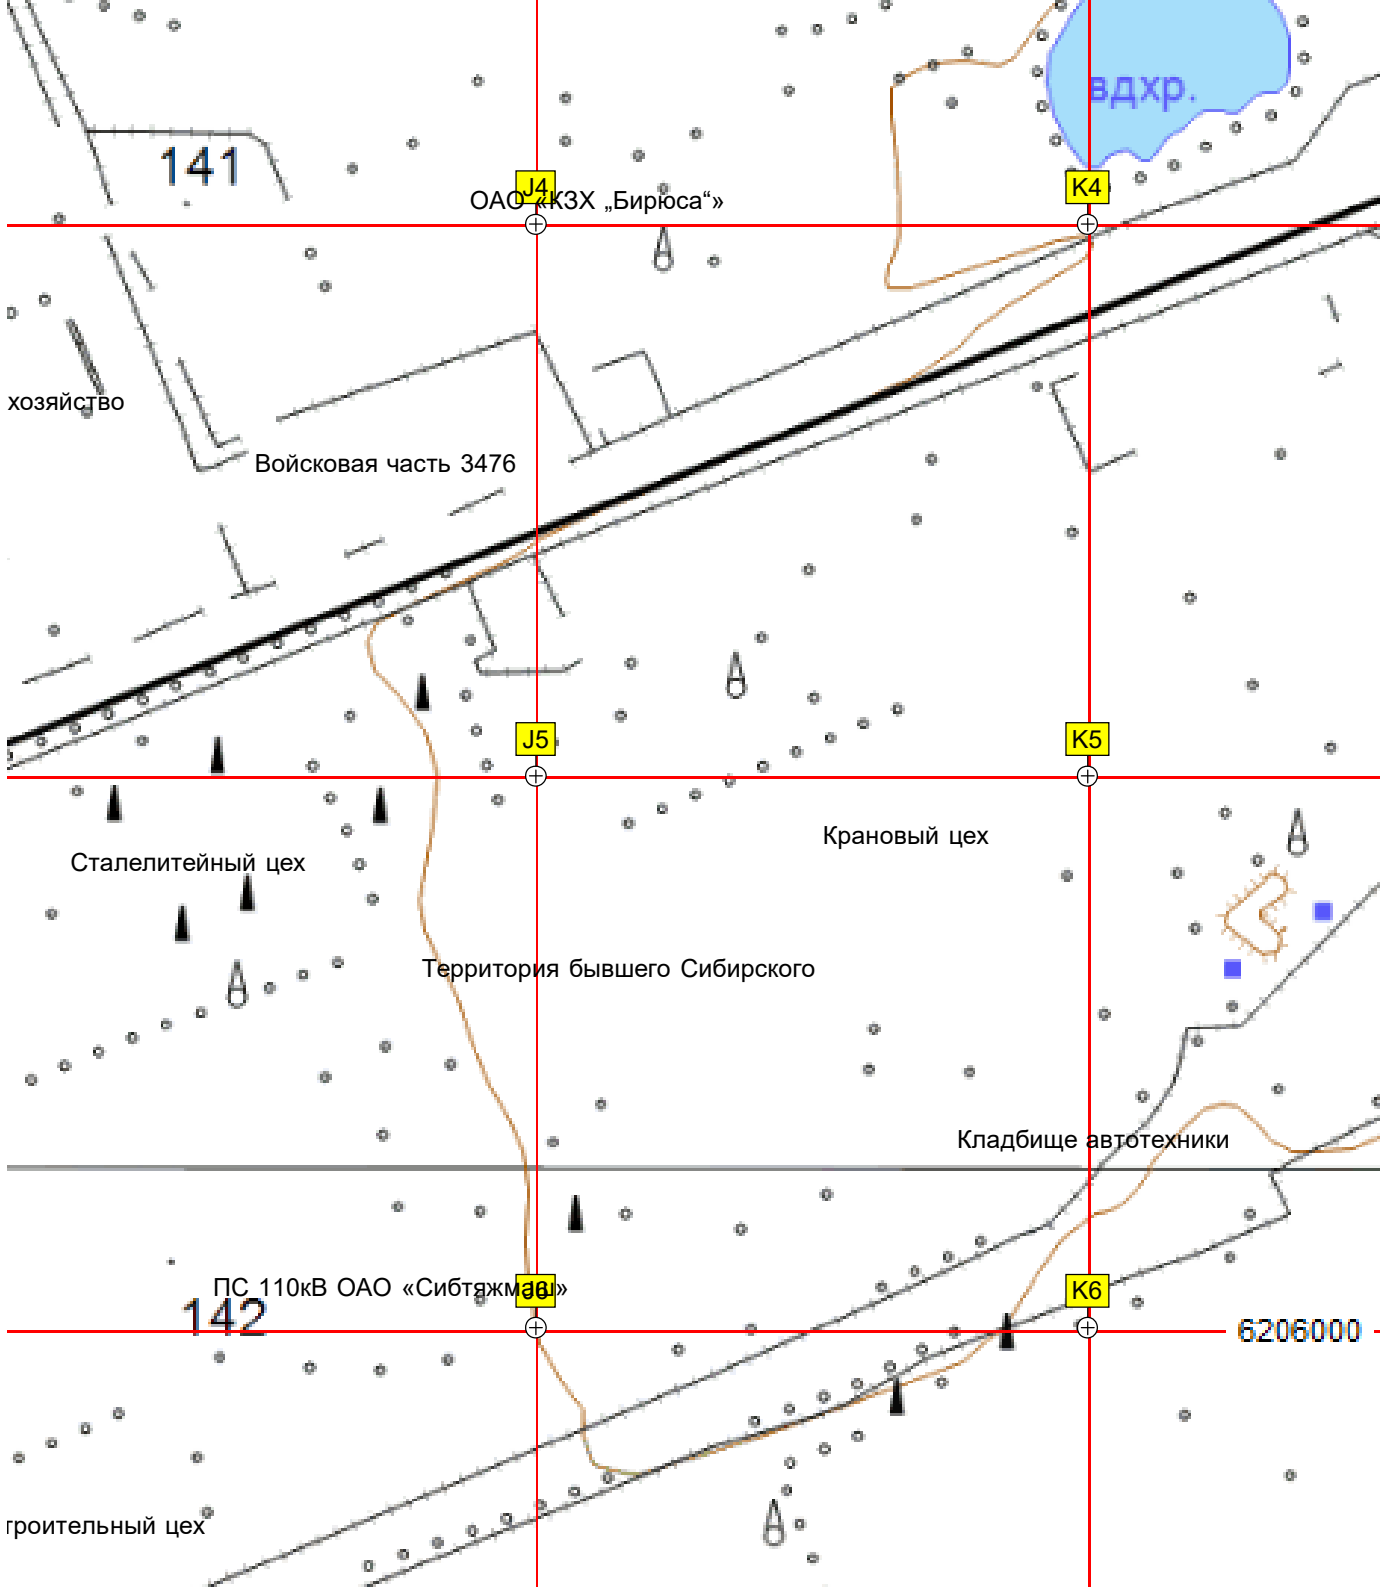 вдхр.
141
J4
K4
ОАО «КЗХ „Бирюса“»
хозяйство
Войсковая часть 3476
J5
K5
Крановый цех
Сталелитейный цех
Территория бывшего Сибирского
Кладбище автотехники
ПС 110кВ ОАО «Сибтяжмаш»
J6
K6
142
6206000
троительный цех